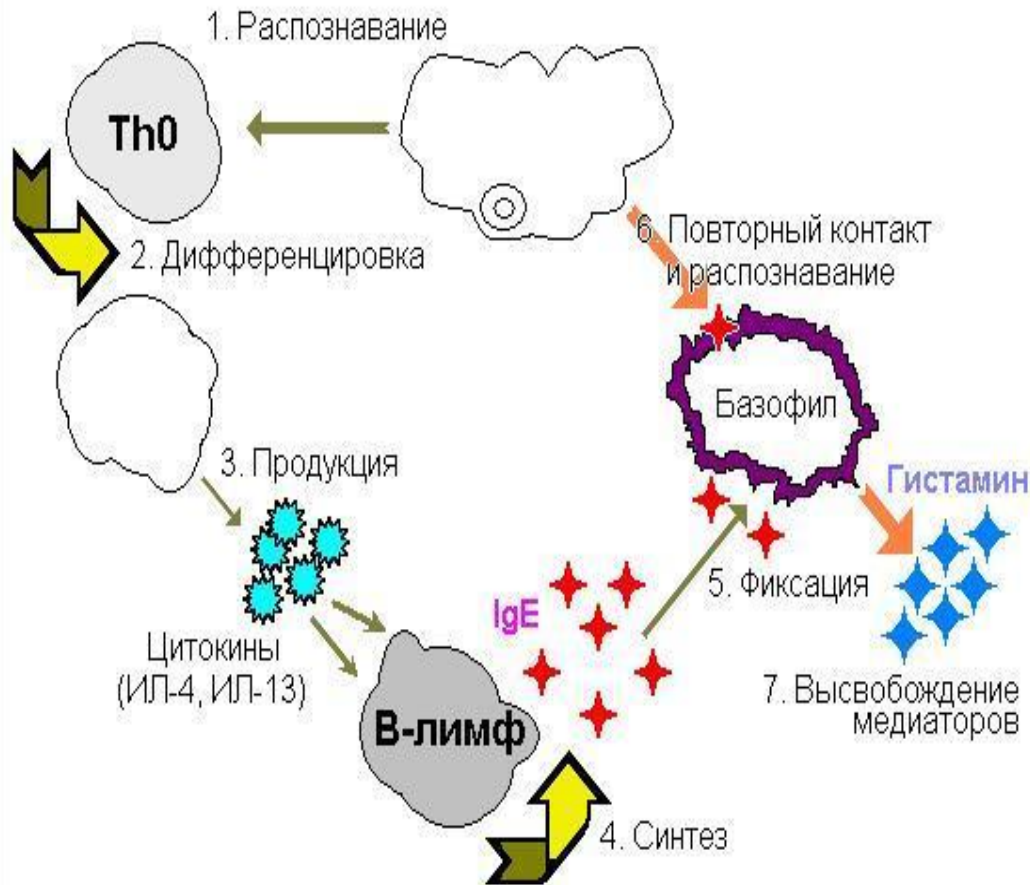 1. Распознавание
Th0
2. Дифференцировка
3. Продукция
Цитокины
(ИЛ-4, ИЛ-13)
В-лимф
4. Синтез
IgE
5. Фиксация
6. Повторный контакт
и распознавание
Базофил
Гистамин
7. Высвобождение
медиаторов